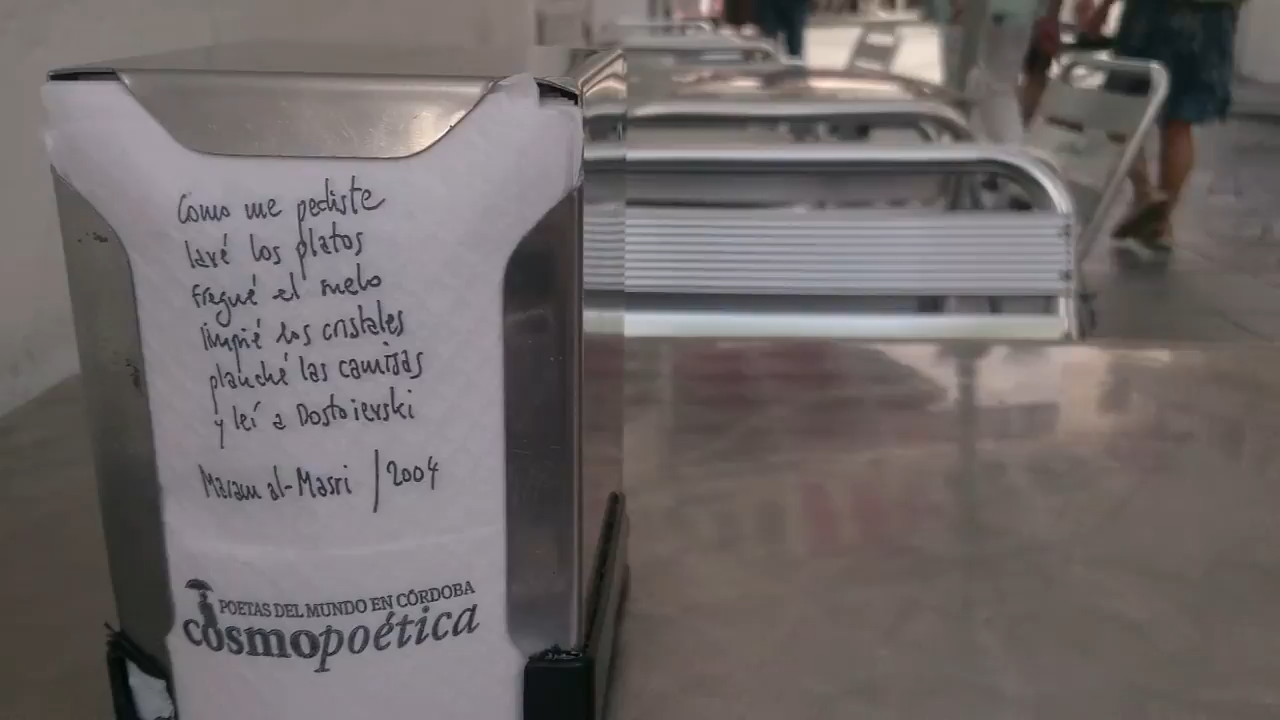 Como me pediste
lavé los platos
fregué el suelo
limpié los cristales
planché las camisas
y leí a Dostoievski
Maram al-Masri / 2004
POETAS DEL MUNDO EN CÓRDOBA
cosmopoética